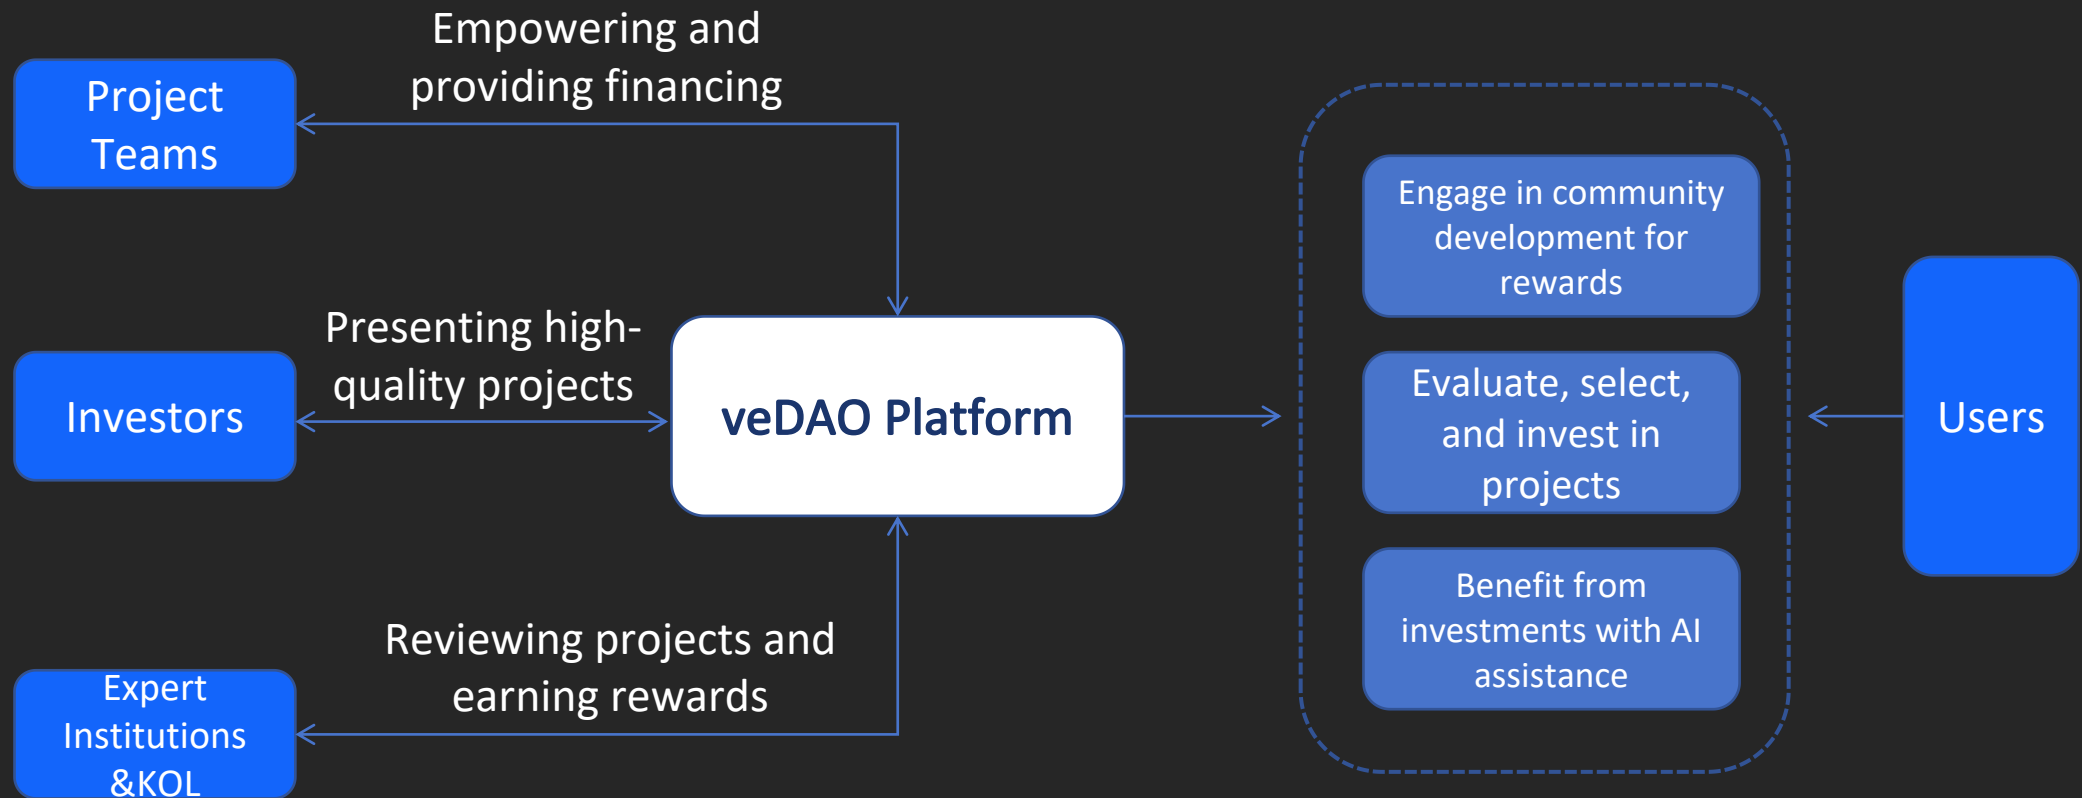 Empowering and
providing financing
Project
Teams
Presenting high-
quality projects
Investors
veDAO Platform
Reviewing projects and
earning rewards
Expert
Institutions
&KOL
Engage in community
development for
rewards
Evaluate, select,
and invest in
projects
Benefit from
investments with AI
assistance
Users